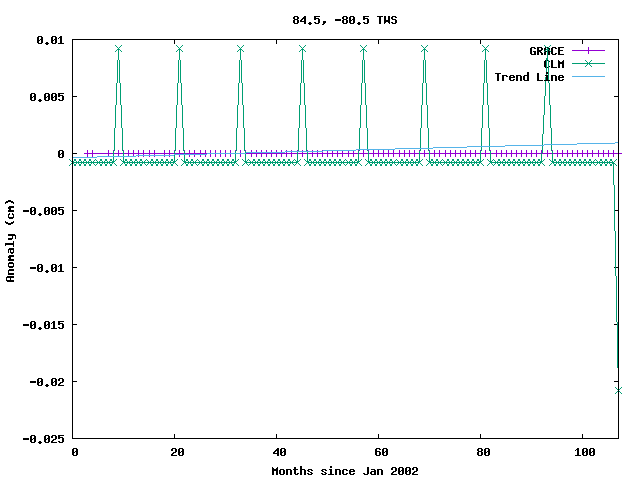 84.5, -80.5 TWS
0.01
0.005
0
-0.005
-0.01
-0.015
-0.02
-0.025
Anomaly (cm)
GRACE
CLM
Trend Line
0 20 40 60 80 100
Months since Jan 2002